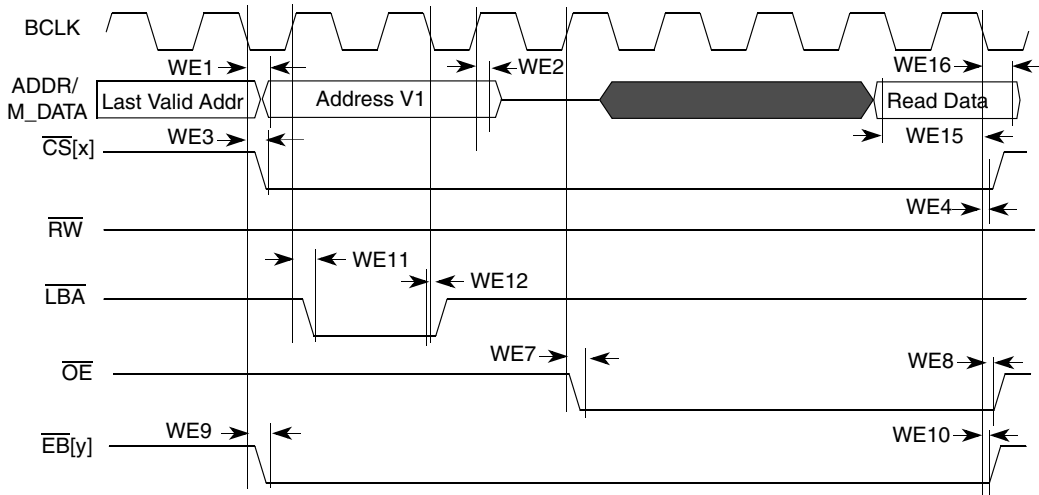 BCLK
WE1
WE2
WE16
ADDR/
M_DATA
Last Valid Addr
Address V1
Read Data
WE3
WE15
CS[x]
WE4
RW
WE11
LBA
WE12
WE7
WE8
OE
WE9
WE10
EB[y]